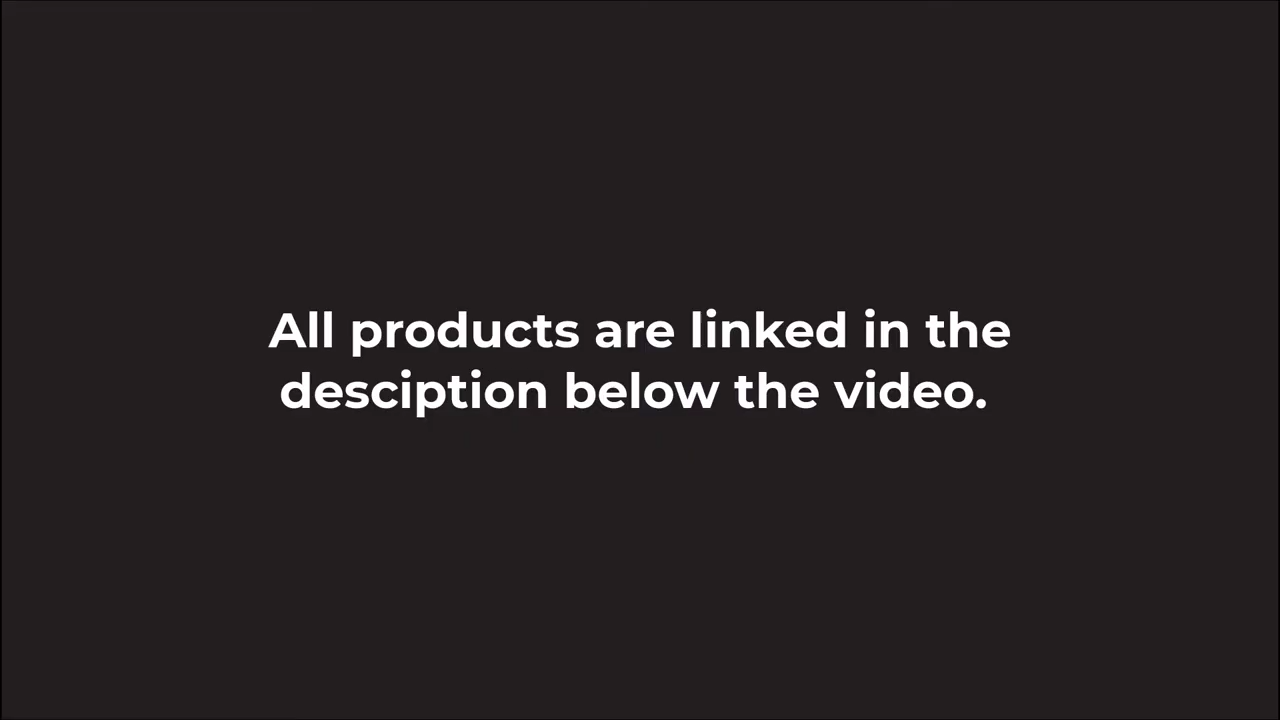 All products are linked in the
desciption below the video.